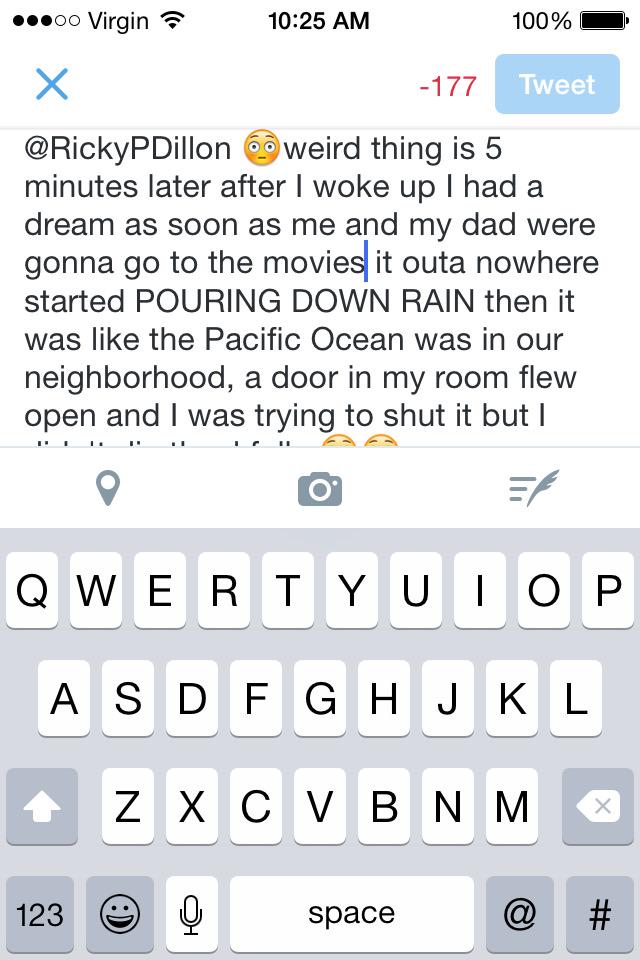 Virgin 10:25 AM 100%
-177 Tweet
@RickyPDillon 😳weird thing is 5
minutes later after I woke up I had a
dream as soon as me and my dad were
gonna go to the movies it outa nowhere
started POURING DOWN RAIN then it
was like the Pacific Ocean was in our
neighborhood, a door in my room flew
open and I was trying to shut it but I
Q W E R T Y U I O P
A S D F G H J K L
Z X C V B N M
123 space @ #